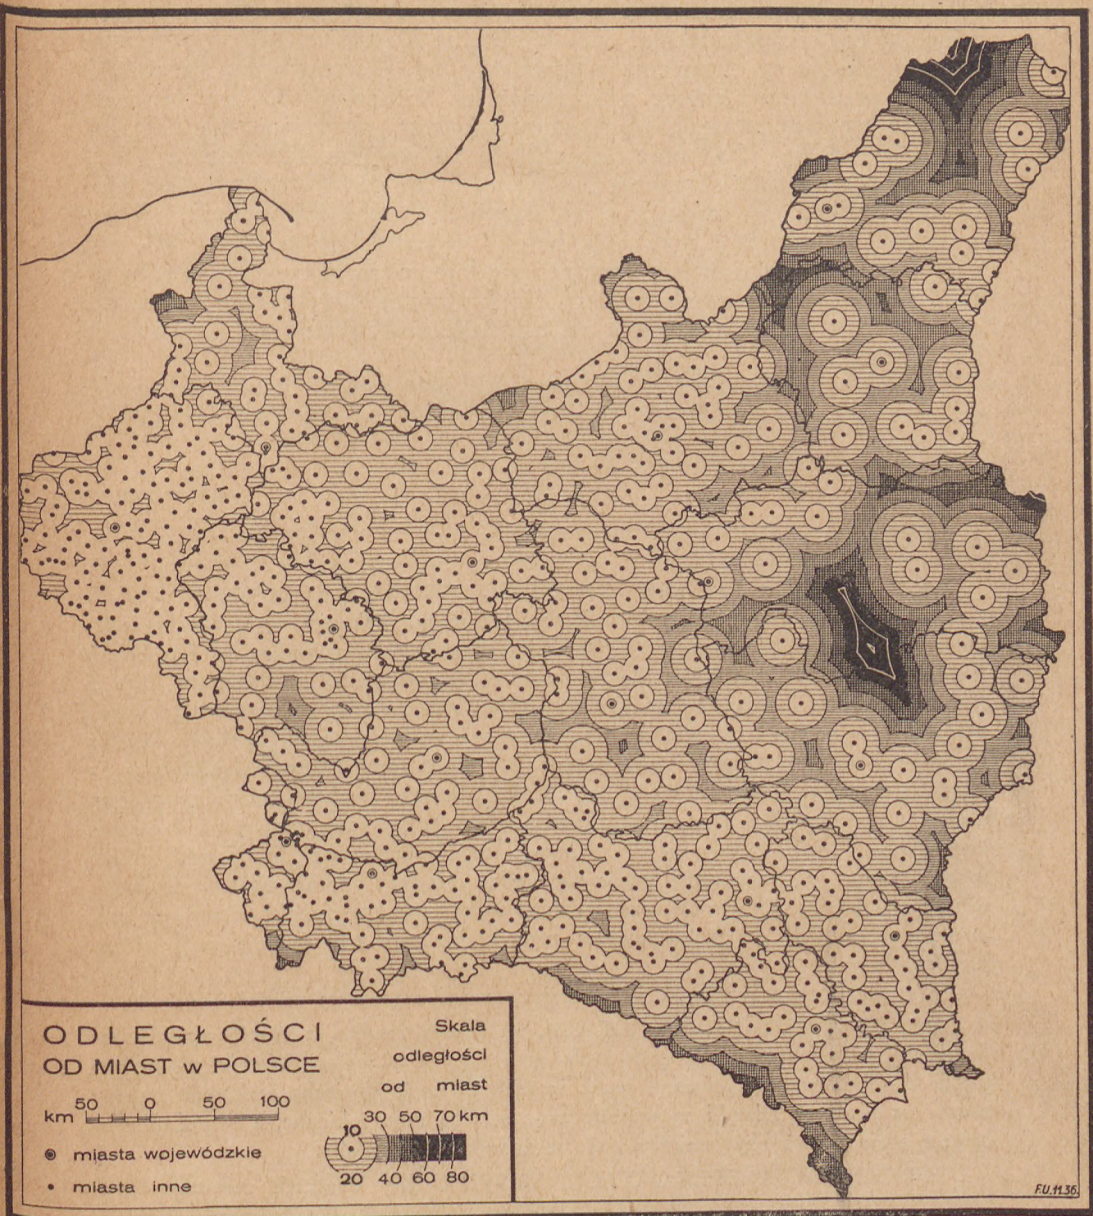 ODLEGŁOŚCI
OD MIAST w POLSCE
km 50 0 50 100
miasta wojewódzkie
miasta inne
Skala
odległości
od miast
30 50 70 km
10
20 40 60 80
F.U.11.36.